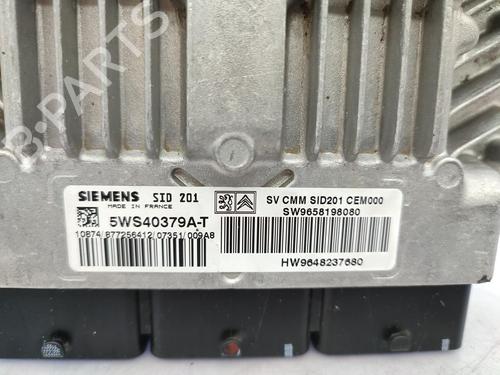 B-PARTS
SIEMENS SID 201
MADE IN FRANCE
5WS40379A-T
10874/877256412/07351/009A8
SV CMM SID201 CEM000
SW9658198080
HW9648237680